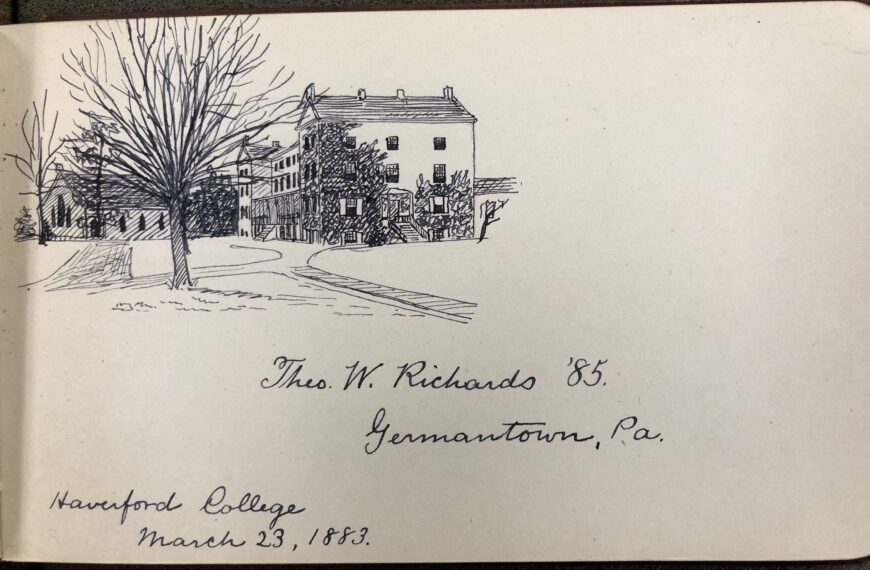 Theo. W. Richards '85.
Germantown, Pa.
Haverford College
March 23, 1883.